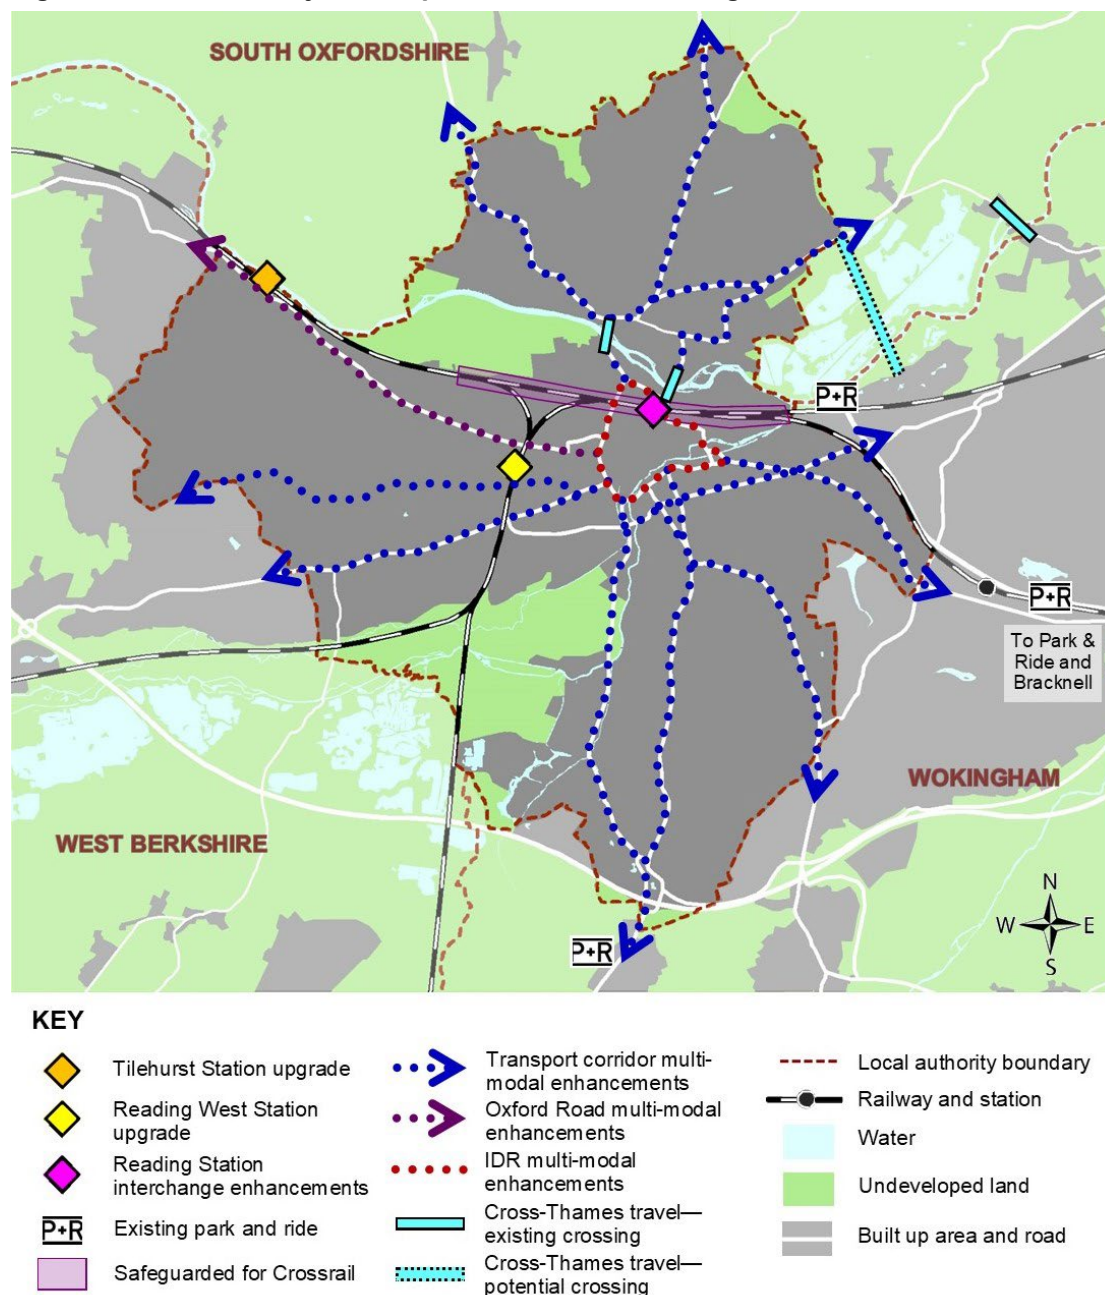 SOUTH OXFORDSHIRE
P+R
P+R
To Park &
Ride and
Bracknell
WOKINGHAM
WEST BERKSHIRE
P+R
N
W
E
S
KEY
Tilehurst Station upgrade
Reading West Station
upgrade
Reading Station
interchange enhancements
P+R
Existing park and ride
Safeguarded for Crossrail
Transport corridor multi-
modal enhancements
Oxford Road multi-modal
enhancements
IDR multi-modal
enhancements
Cross-Thames travel—
existing crossing
Cross-Thames travel—
potential crossing
Local authority boundary
Railway and station
Water
Undeveloped land
Built up area and road